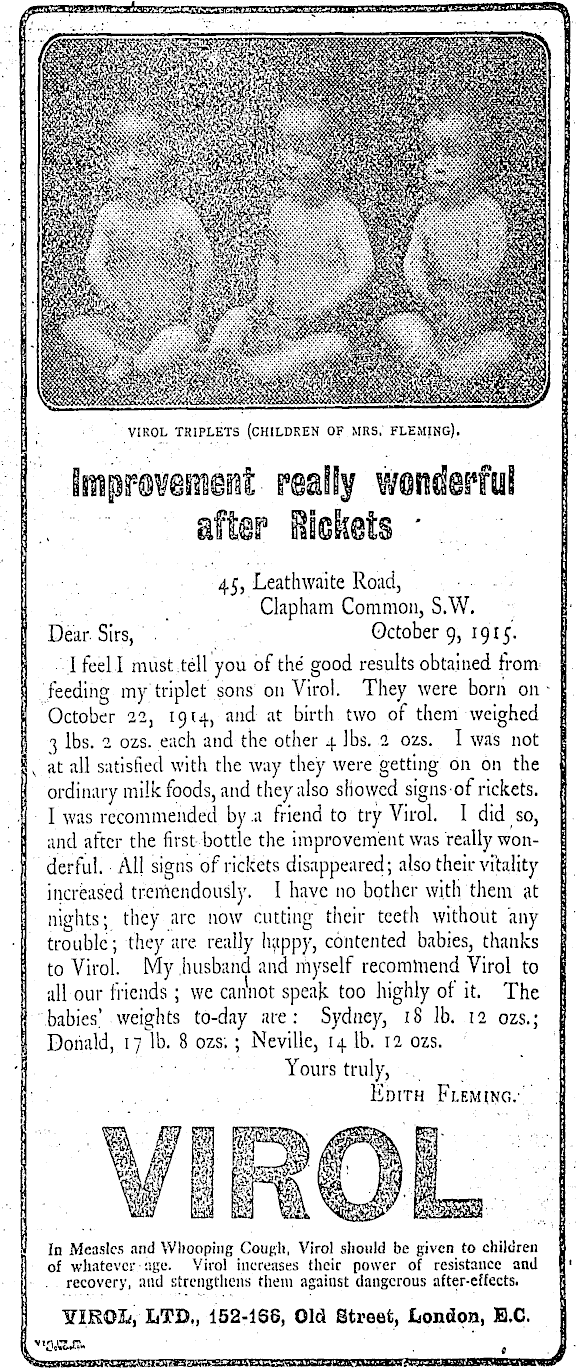 VIROL TRIPLETS (CHILDREN OF MRS. FLEMING).
Improvement really wonderful
after Rickets
45, Leathwaite Road,
Clapham Common, S.W.
Dear Sirs, October 9, 1915.
I feel I must tell you of the good results obtained from
feeding my triplet sons on Virol. They were born on
October 22, 1914, and at birth two of them weighed
3 lbs. 2 ozs. each and the other 4 lbs. 2 ozs. I was not
at all satisfied with the way they were getting on on the
ordinary milk foods, and they also showed signs of rickets.
I was recommended by a friend to try Virol. I did so,
and after the first bottle the improvement was really won-
derful. All signs of rickets disappeared; also their vitality
increased tremendously. I have no bother with them at
nights; they are now cutting their teeth without any
trouble; they are really happy, contented babies, thanks
to Virol. My husband and myself recommend Virol to
all our friends; we cannot speak too highly of it. The
babies' weights to-day are: Sydney, 18 lb. 12 ozs.;
Donald, 17 lb. 8 ozs.; Neville, 14 lb. 12 ozs.
Yours truly,
EDITH FLEMING.
VIROL
In Measles and Whooping Cough, Virol should be given to children
of whatever age. Virol increases their power of resistance and
recovery, and strengthens them against dangerous after-effects.
VIROL, LTD., 152-166, Old Street, London, E.C.